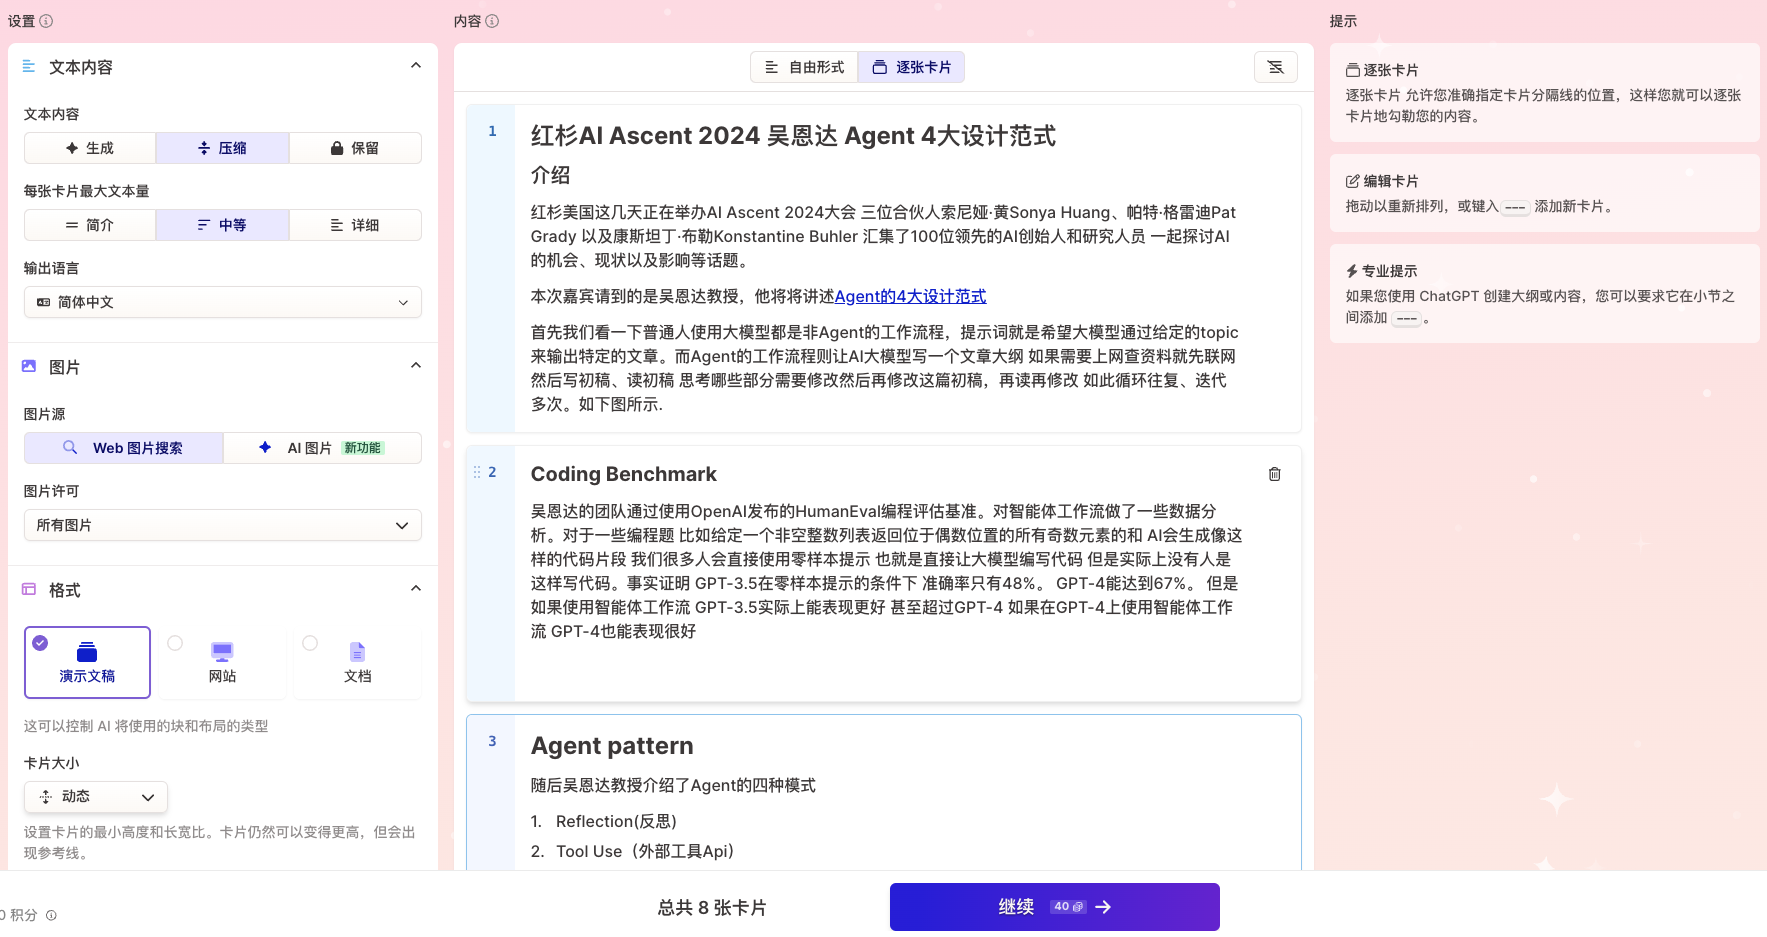 设置
文本内容
文本内容
生成 压缩 保留
每张卡片最大文本量
简介 中等 详细
输出语言
简体中文
图片
图片源
Web 图片搜索 AI 图片 新功能
图片许可
所有图片
格式
演示文稿 网站 文档
这可以控制 AI 将使用的块和布局的类型
卡片大小
动态
设置卡片的最小高度和长宽比。卡片仍然可以变得更高，但会出
现参考线。
内容
自由形式 逐张卡片
1
红杉AI Ascent 2024 吴恩达 Agent 4大设计范式
介绍
红杉美国这几天正在举办AI Ascent 2024大会 三位合伙人索尼娅·黄Sonya Huang、帕特·格雷迪Pat
Grady 以及康斯坦丁·布勒Konstantine Buhler 汇集了100位领先的AI创始人和研究人员 一起探讨AI
的机会、现状以及影响等话题。
本次嘉宾请到的是吴恩达教授，他将将讲述Agent的4大设计范式
首先我们看一下普通人使用大模型都是非Agent的工作流程，提示词就是希望大模型通过给定的topic
来输出特定的文章。而Agent的工作流程则让AI大模型写一个文章大纲 如果需要上网查资料就先联网
然后写初稿、读初稿 思考哪些部分需要修改然后再修改这篇初稿，再读再修改 如此循环往复、迭代
多次。如下图所示.
2
Coding Benchmark
吴恩达的团队通过使用OpenAI发布的HumanEval编程评估基准。对智能体工作流做了一些数据分
析。对于一些编程题 比如给定一个非空整数列表返回位于偶数位置的所有奇数元素的和 AI会生成像这
样的代码片段 我们很多人会直接使用零样本提示 也就是直接让大模型编写代码 但是实际上没有人是
这样写代码。事实证明 GPT-3.5在零样本提示的条件下 准确率只有48%。 GPT-4能达到67%。 但是
如果使用智能体工作流 GPT-3.5实际上能表现更好 甚至超过GPT-4 如果在GPT-4上使用智能体工作
流 GPT-4也能表现很好
3
Agent pattern
随后吴恩达教授介绍了Agent的四种模式
1. Reflection(反思)
2. Tool Use（外部工具Api）
提示
逐张卡片
逐张卡片 允许您准确指定卡片分隔线的位置，这样您就可以逐张
卡片地勾勒您的内容。
编辑卡片
拖动以重新排列，或键入 --- 添加新卡片。
专业提示
如果您使用 ChatGPT 创建大纲或内容，您可以要求它在小节之
间添加 --- 。
0 积分
总共 8 张卡片
继续 40